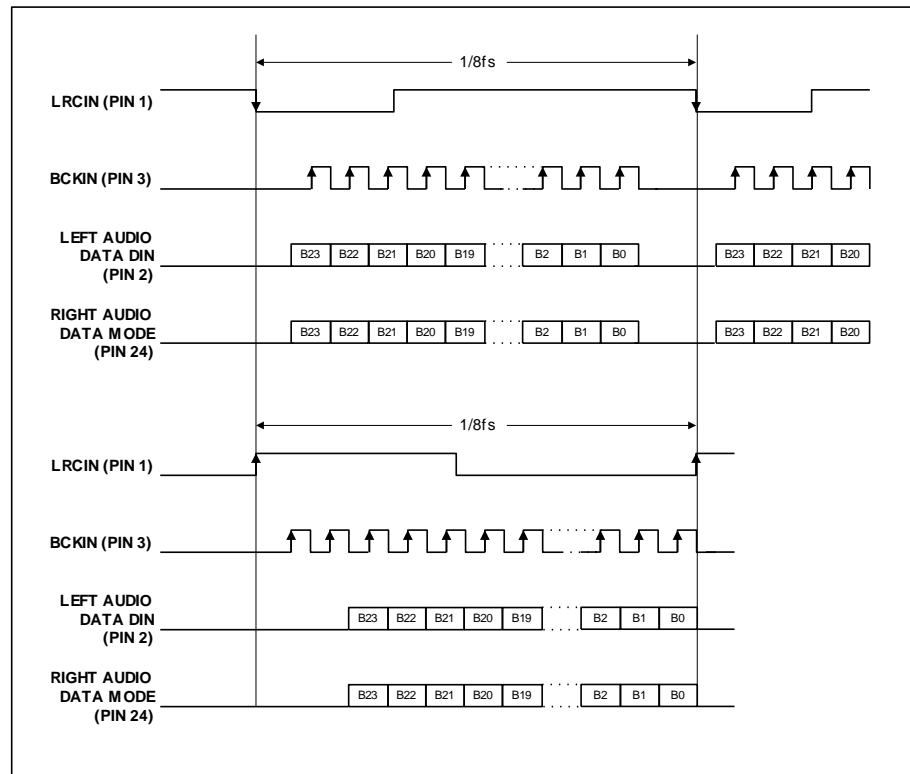 1/8fs
LRCIN (PIN 1)
BCKIN (PIN 3)
LEFT AUDIO
DATA DIN
(PIN 2)
B23 B22 B21 B20 B19 B2 B1 B0 B23 B22 B21 B20
RIGHT AUDIO
DATA MODE
(PIN 24)
B23 B22 B21 B20 B19 B2 B1 B0 B23 B22 B21 B20
1/8fs
LRCIN (PIN 1)
BCKIN (PIN 3)
LEFT AUDIO
DATA DIN
(PIN 2)
B23 B22 B21 B20 B19 B2 B1 B0
RIGHT AUDIO
DATA MODE
(PIN 24)
B23 B22 B21 B20 B19 B2 B1 B0